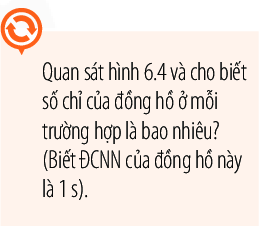 Quan sát hình 6.4 và cho biết
số chỉ của đồng hồ ở mỗi
trường hợp là bao nhiêu?
(Biết ĐCNN của đồng hồ này
là 1 s).